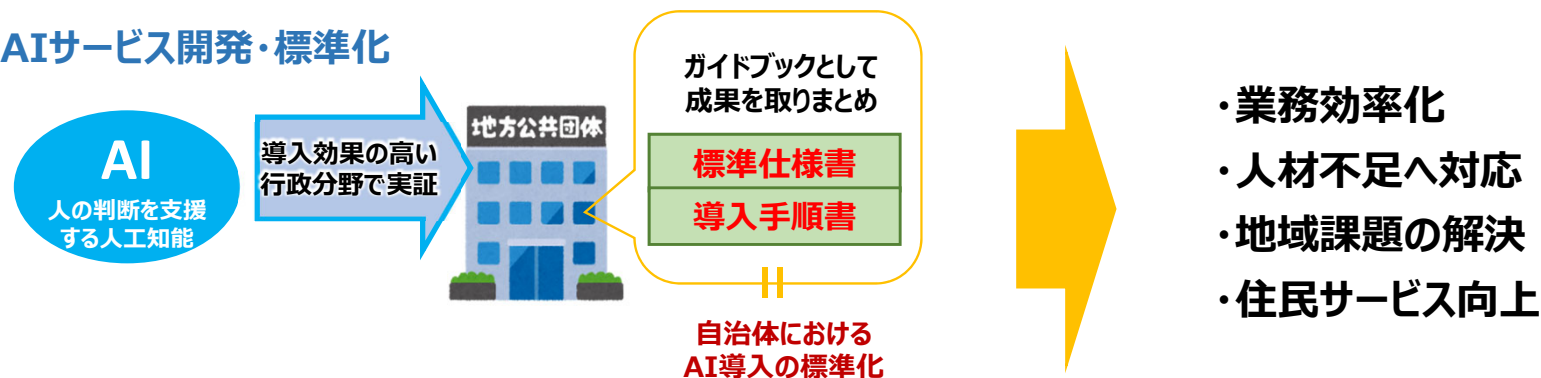 AIサービス開発・標準化
AI
人の判断を支援
する人工知能
導入効果の高い
行政分野で実証
地方公共団体
ガイドブックとして
成果を取りまとめ
標準仕様書
導入手順書
自治体における
AI導入の標準化
・業務効率化
・人材不足へ対応
・地域課題の解決
・住民サービス向上